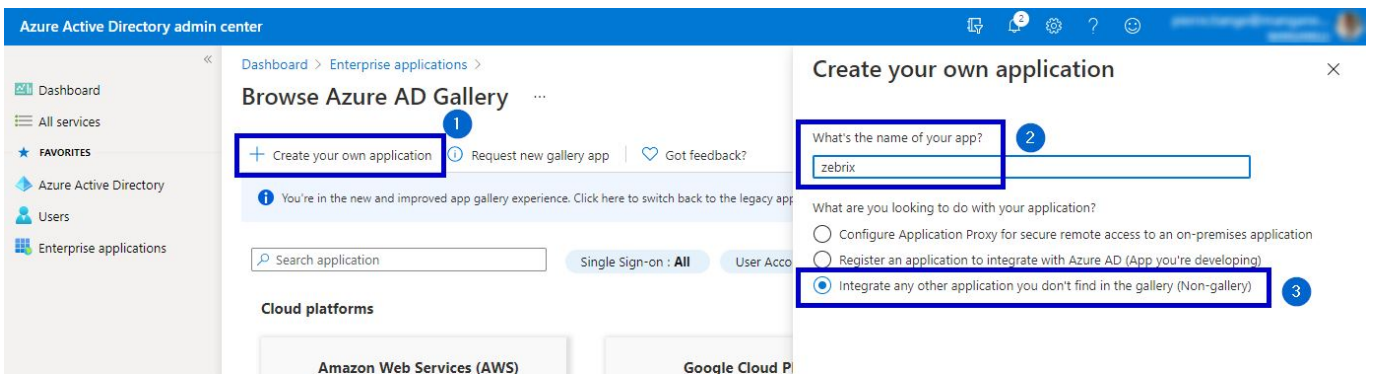 Azure Active Directory admin center
2
«
Dashboard
All services
FAVORITES
Azure Active Directory
Users
Enterprise applications
Dashboard > Enterprise applications >
Browse Azure AD Gallery ...
1
+ Create your own application
Request new gallery app
Got feedback?
You're in the new and improved app gallery experience. Click here to switch back to the legacy app
Search application
Single Sign-on : All
User Acco
Cloud platforms
Amazon Web Services (AWS)
Google Cloud Pl
Create your own application
What's the name of your app?
2
zebrix
What are you looking to do with your application?
Configure Application Proxy for secure remote access to an on-premises application
Register an application to integrate with Azure AD (App you're developing)
Integrate any other application you don't find in the gallery (Non-gallery)
3